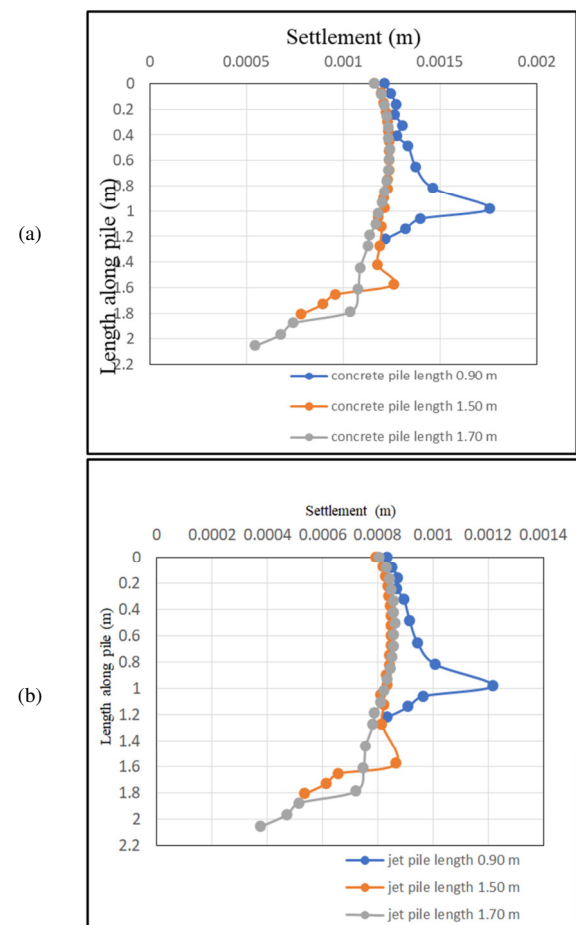 Settlement (m)
0 0.0005 0.001 0.0015 0.002
0
0.2
0.4
0.6
0.8
1
1.2
1.4
1.6
1.8
2
2.2
Length along pile (m)
(a)
concrete pile length 0.90 m
concrete pile length 1.50 m
concrete pile length 1.70 m
Settlement (m)
0 0.0002 0.0004 0.0006 0.0008 0.001 0.0012 0.0014
0
0.2
0.4
0.6
0.8
1
1.2
1.4
1.6
1.8
2
2.2
Length along pile (m)
(b)
jet pile length 0.90 m
jet pile length 1.50 m
jet pile length 1.70 m